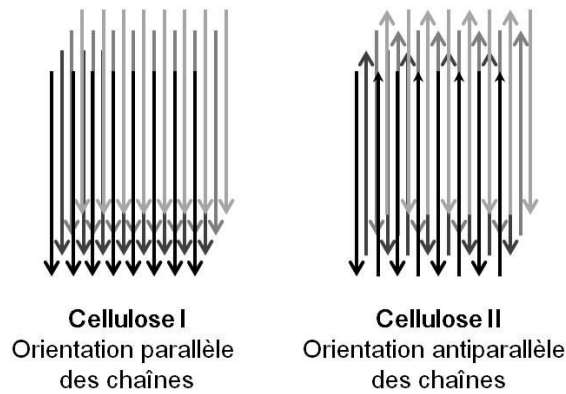 Cellulose I
Orientation parallèle
des chaînes
Cellulose II
Orientation antiparallèle
des chaînes